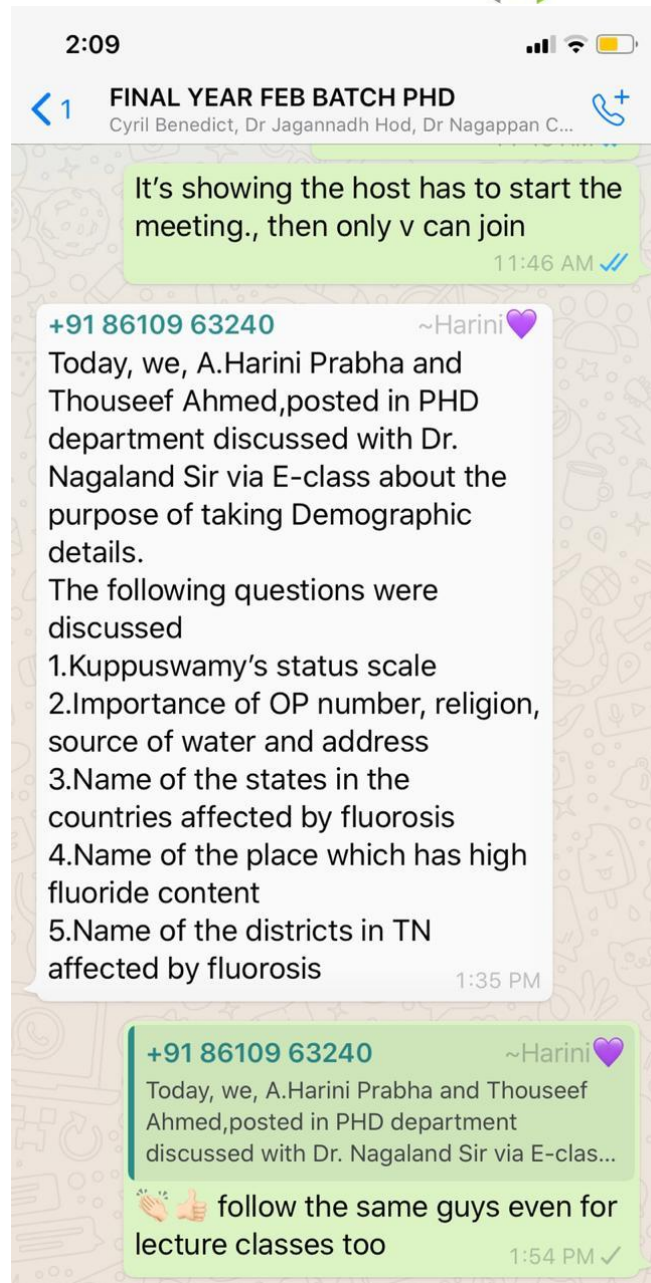 2:09
1
FINAL YEAR FEB BATCH PHD
Cyril Benedict, Dr Jagannadh Hod, Dr Nagappan C...
It's showing the host has to start the
meeting., then only v can join
11:46 AM
+91 86109 63240 ~Harini💜
Today, we, A.Harini Prabha and
Thouseef Ahmed,posted in PHD
department discussed with Dr.
Nagaland Sir via E-class about the
purpose of taking Demographic
details.
The following questions were
discussed
1.Kuppuswamy’s status scale
2.Importance of OP number, religion,
source of water and address
3.Name of the states in the
countries affected by fluorosis
4.Name of the place which has high
fluoride content
5.Name of the districts in TN
affected by fluorosis
1:35 PM
+91 86109 63240 ~Harini💜
Today, we, A.Harini Prabha and Thouseef
Ahmed,posted in PHD department
discussed with Dr. Nagaland Sir via E-clas...
👏🏻👍🏻 follow the same guys even for
lecture classes too
1:54 PM